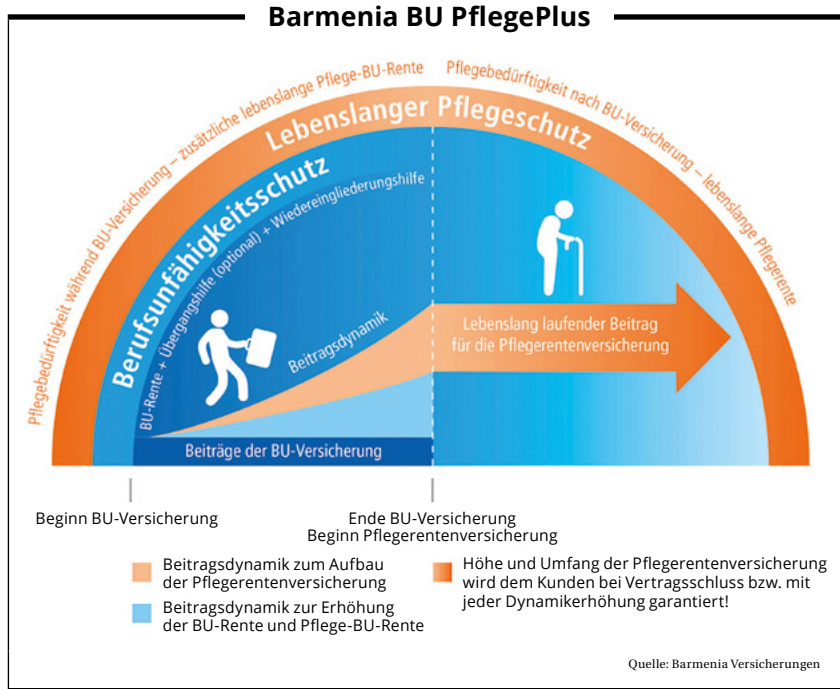 Barmenia BU PflegePlus
Pflegebedürftigkeit während BU-Versicherung – zusätzliche lebenslange Pflege-BU-Rente
Pflegebedürftigkeit nach BU-Versicherung – lebenslange Pflegerente
Lebenslanger Pflegeschutz
Berufsunfähigkeitsschutz
BU-Rente + Übergangshilfe (optional) + Wiedereingliederungshilfe
Beitragsdynamik
Lebenslang laufender Beitrag
für die Pflegerentenversicherung
Beiträge der BU-Versicherung
Beginn BU-Versicherung
Ende BU-Versicherung
Beginn Pflegerentenversicherung
Beitragsdynamik zum Aufbau
der Pflegerentenversicherung
Beitragsdynamik zur Erhöhung
der BU-Rente und Pflege-BU-Rente
Höhe und Umfang der Pflegerentenversicherung
wird dem Kunden bei Vertragsschluss bzw. mit
jeder Dynamikerhöhung garantiert!
Quelle: Barmenia Versicherungen